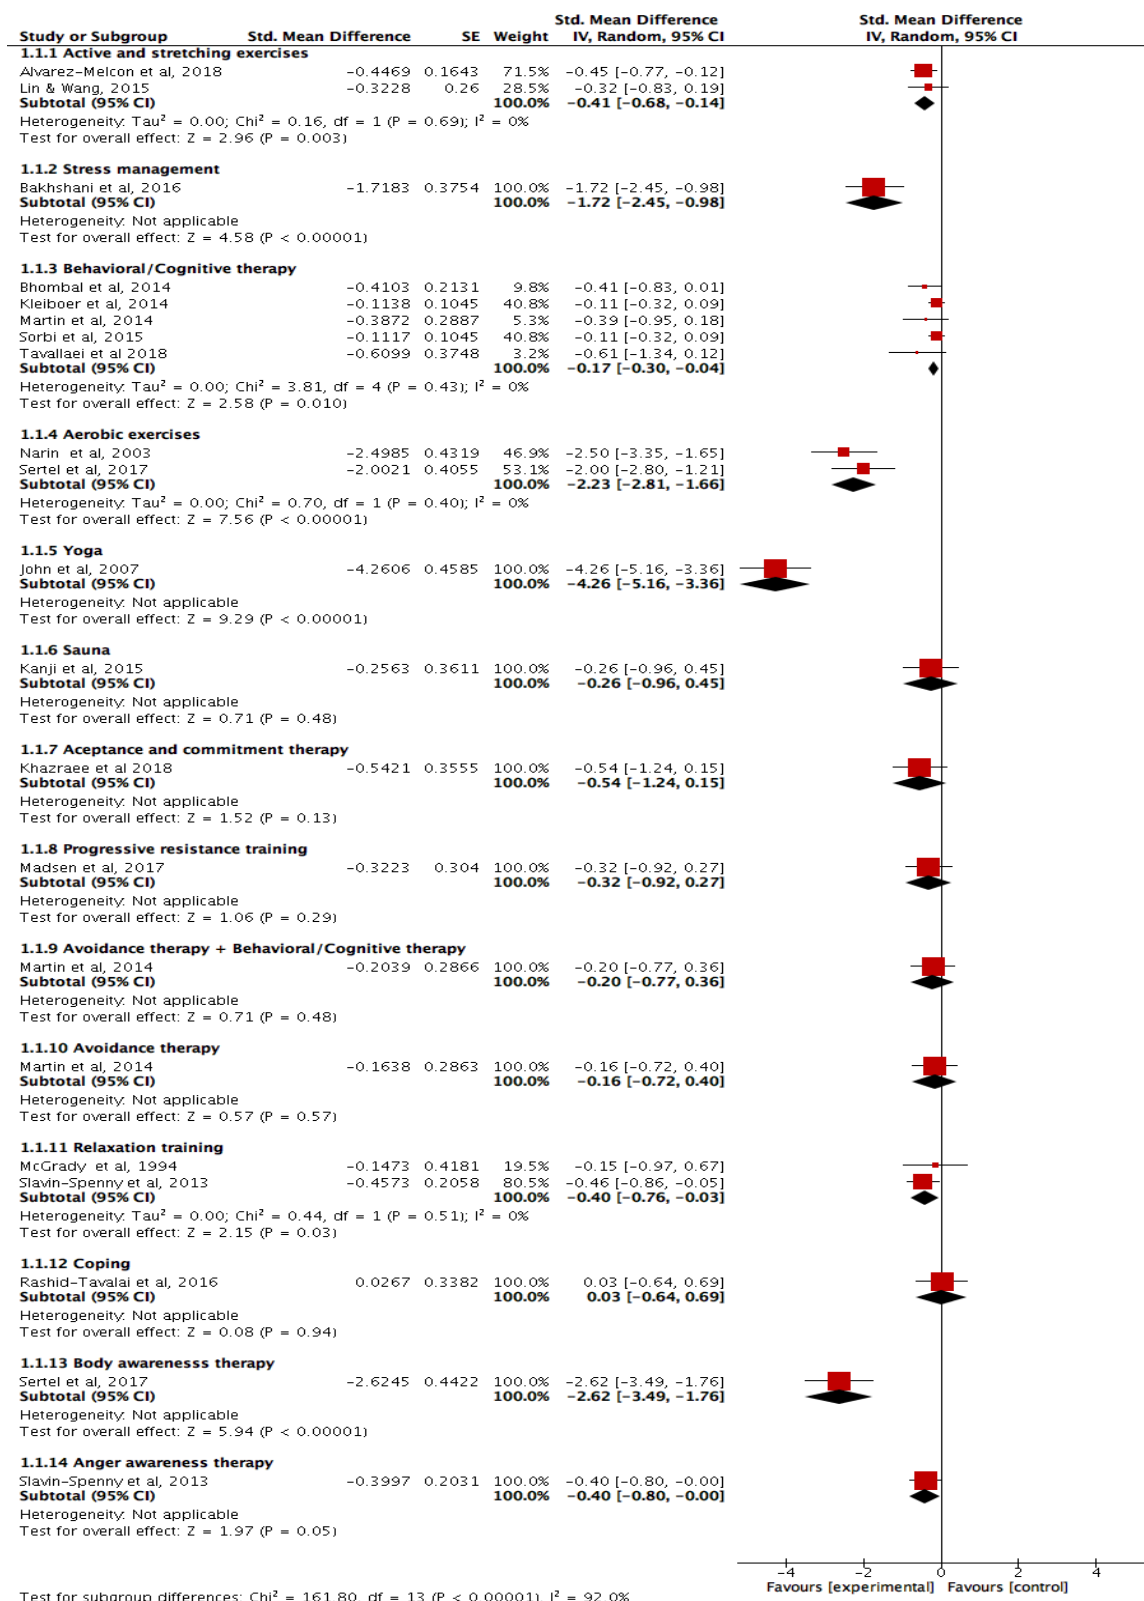 Std. Mean Difference Std. Mean Difference
Study or Subgroup Std. Mean Difference SE Weight IV, Random, 95% CI IV, Random, 95% CI
1.1.1 Active and stretching exercises
Alvarez-Melcon et al, 2018 -0.4469 0.1643 71.5% -0.45 [-0.77, -0.12]
Lin & Wang, 2015 -0.3228 0.26 28.5% -0.32 [-0.83, 0.19]
Subtotal (95% CI) 100.0% -0.41 [-0.68, -0.14]
Heterogeneity: Tau² = 0.00; Chi² = 0.16, df = 1 (P = 0.69); I² = 0%
Test for overall effect: Z = 2.96 (P = 0.003)
1.1.2 Stress management
Bakhshani et al, 2016 -1.7183 0.3754 100.0% -1.72 [-2.45, -0.98]
Subtotal (95% CI) 100.0% -1.72 [-2.45, -0.98]
Heterogeneity: Not applicable
Test for overall effect: Z = 4.58 (P < 0.00001)
1.1.3 Behavioral/Cognitive therapy
Bhombal et al, 2014 -0.4103 0.2131 9.8% -0.41 [-0.83, 0.01]
Kleiboer et al, 2014 -0.1138 0.1045 40.8% -0.11 [-0.32, 0.09]
Martin et al, 2014 -0.3872 0.2887 5.3% -0.39 [-0.95, 0.18]
Sorbi et al, 2015 -0.1117 0.1045 40.8% -0.11 [-0.32, 0.09]
Tavallaei et al 2018 -0.6099 0.3748 3.2% -0.61 [-1.34, 0.12]
Subtotal (95% CI) 100.0% -0.17 [-0.30, -0.04]
Heterogeneity: Tau² = 0.00; Chi² = 3.81, df = 4 (P = 0.43); I² = 0%
Test for overall effect: Z = 2.58 (P = 0.010)
1.1.4 Aerobic exercises
Narin et al, 2003 -2.4985 0.4319 46.9% -2.50 [-3.35, -1.65]
Sertel et al, 2017 -2.0021 0.4055 53.1% -2.00 [-2.80, -1.21]
Subtotal (95% CI) 100.0% -2.23 [-2.81, -1.66]
Heterogeneity: Tau² = 0.00; Chi² = 0.70, df = 1 (P = 0.40); I² = 0%
Test for overall effect: Z = 7.56 (P < 0.00001)
1.1.5 Yoga
John et al, 2007 -4.2606 0.4585 100.0% -4.26 [-5.16, -3.36]
Subtotal (95% CI) 100.0% -4.26 [-5.16, -3.36]
Heterogeneity: Not applicable
Test for overall effect: Z = 9.29 (P < 0.00001)
1.1.6 Sauna
Kanji et al, 2015 -0.2563 0.3611 100.0% -0.26 [-0.96, 0.45]
Subtotal (95% CI) 100.0% -0.26 [-0.96, 0.45]
Heterogeneity: Not applicable
Test for overall effect: Z = 0.71 (P = 0.48)
1.1.7 Aceptance and commitment therapy
Khazraee et al 2018 -0.5421 0.3555 100.0% -0.54 [-1.24, 0.15]
Subtotal (95% CI) 100.0% -0.54 [-1.24, 0.15]
Heterogeneity: Not applicable
Test for overall effect: Z = 1.52 (P = 0.13)
1.1.8 Progressive resistance training
Madsen et al, 2017 -0.3223 0.304 100.0% -0.32 [-0.92, 0.27]
Subtotal (95% CI) 100.0% -0.32 [-0.92, 0.27]
Heterogeneity: Not applicable
Test for overall effect: Z = 1.06 (P = 0.29)
1.1.9 Avoidance therapy + Behavioral/Cognitive therapy
Martin et al, 2014 -0.2039 0.2866 100.0% -0.20 [-0.77, 0.36]
Subtotal (95% CI) 100.0% -0.20 [-0.77, 0.36]
Heterogeneity: Not applicable
Test for overall effect: Z = 0.71 (P = 0.48)
1.1.10 Avoidance therapy
Martin et al, 2014 -0.1638 0.2863 100.0% -0.16 [-0.72, 0.40]
Subtotal (95% CI) 100.0% -0.16 [-0.72, 0.40]
Heterogeneity: Not applicable
Test for overall effect: Z = 0.57 (P = 0.57)
1.1.11 Relaxation training
McGrady et al, 1994 -0.1473 0.4181 19.5% -0.15 [-0.97, 0.67]
Slavin-Spenny et al, 2013 -0.4573 0.2058 80.5% -0.46 [-0.86, -0.05]
Subtotal (95% CI) 100.0% -0.40 [-0.76, -0.03]
Heterogeneity: Tau² = 0.00; Chi² = 0.44, df = 1 (P = 0.51); I² = 0%
Test for overall effect: Z = 2.15 (P = 0.03)
1.1.12 Coping
Rashid-Tavalai et al, 2016 0.0267 0.3382 100.0% 0.03 [-0.64, 0.69]
Subtotal (95% CI) 100.0% 0.03 [-0.64, 0.69]
Heterogeneity: Not applicable
Test for overall effect: Z = 0.08 (P = 0.94)
1.1.13 Body awarenesss therapy
Sertel et al, 2017 -2.6245 0.4422 100.0% -2.62 [-3.49, -1.76]
Subtotal (95% CI) 100.0% -2.62 [-3.49, -1.76]
Heterogeneity: Not applicable
Test for overall effect: Z = 5.94 (P < 0.00001)
1.1.14 Anger awareness therapy
Slavin-Spenny et al, 2013 -0.3997 0.2031 100.0% -0.40 [-0.80, -0.00]
Subtotal (95% CI) 100.0% -0.40 [-0.80, -0.00]
Heterogeneity: Not applicable
Test for overall effect: Z = 1.97 (P = 0.05)
-4 -2 0 2 4
Favours [experimental] Favours [control]
Test for subgroup differences: Chi² = 161.80, df = 13 (P < 0.00001), I² = 92.0%